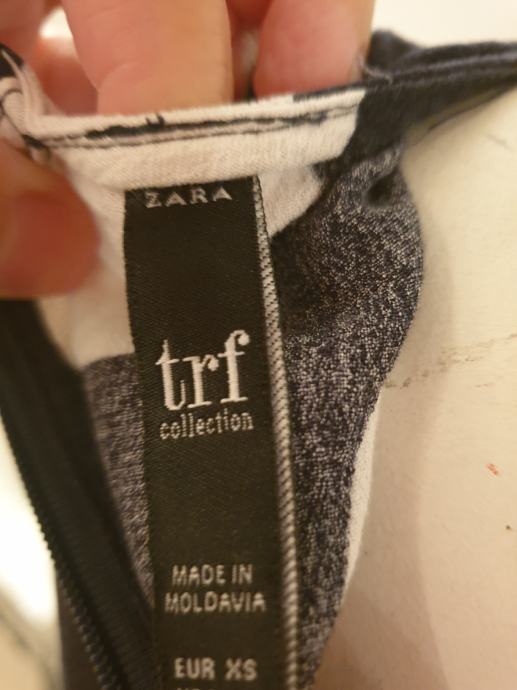 ZARA
trf
collection
MADE IN
MOLDAVIA
EUR XS